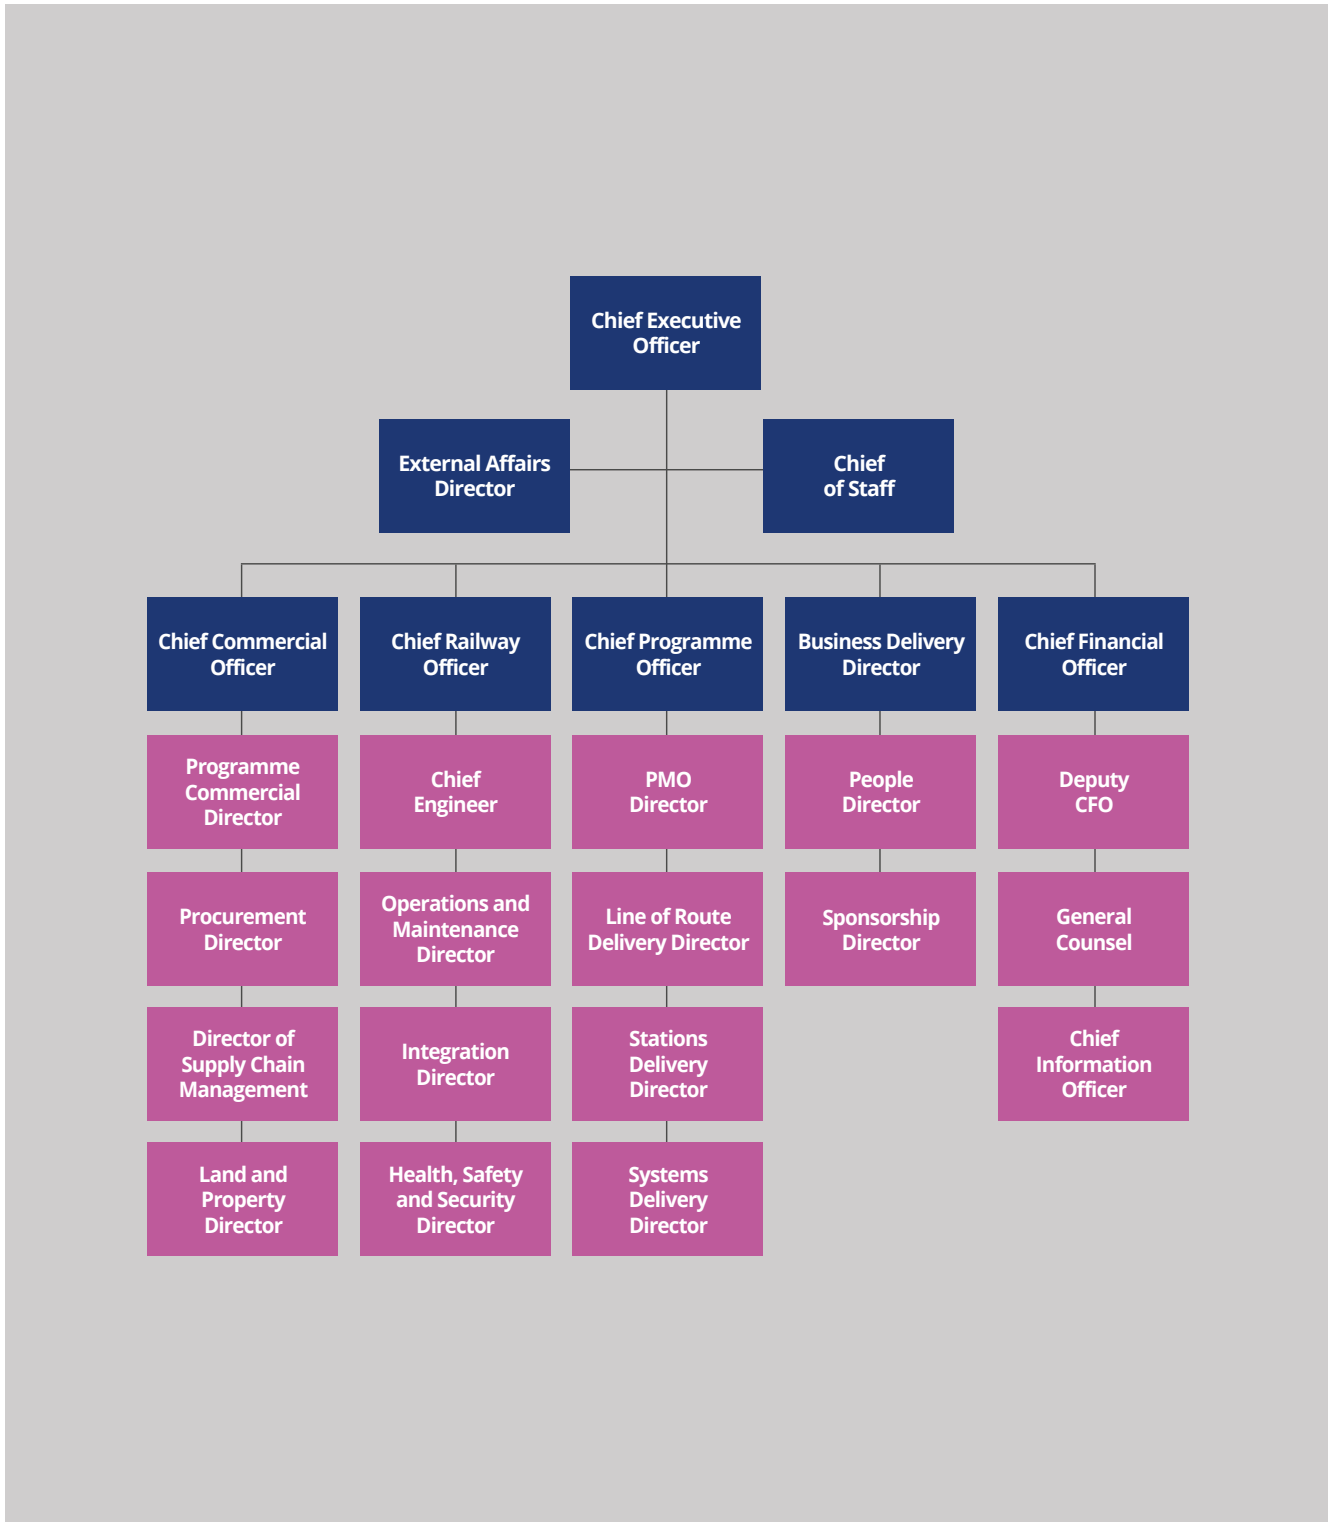 Chief Executive
Officer
External Affairs
Director
Chief
of Staff
Chief Commercial
Officer
Chief Railway
Officer
Chief Programme
Officer
Business Delivery
Director
Chief Financial
Officer
Programme
Commercial
Director
Chief
Engineer
PMO
Director
People
Director
Deputy
CFO
Procurement
Director
Operations and
Maintenance
Director
Line of Route
Delivery Director
Sponsorship
Director
General
Counsel
Director of
Supply Chain
Management
Integration
Director
Stations
Delivery
Director
Chief
Information
Officer
Land and
Property
Director
Health, Safety
and Security
Director
Systems
Delivery
Director